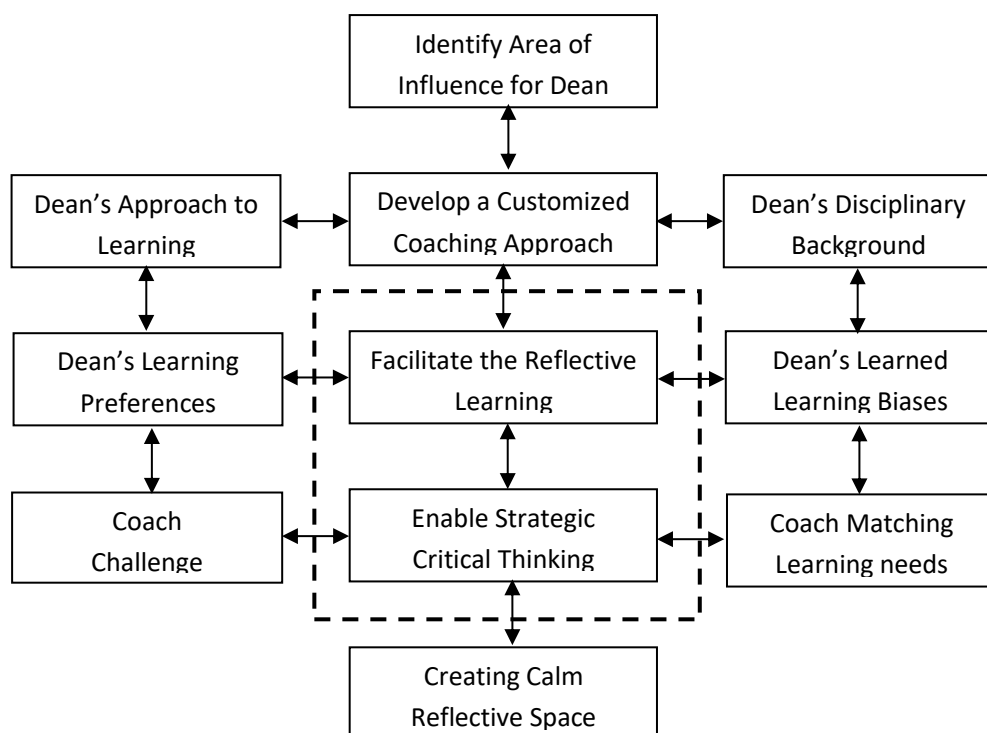 Identify Area of
Influence for Dean
Dean’s Approach to
Learning
Develop a Customized
Coaching Approach
Dean’s Disciplinary
Background
Dean’s Learning
Preferences
Facilitate the Reflective
Learning
Dean’s Learned
Learning Biases
Coach
Challenge
Enable Strategic
Critical Thinking
Coach Matching
Learning needs
Creating Calm
Reflective Space